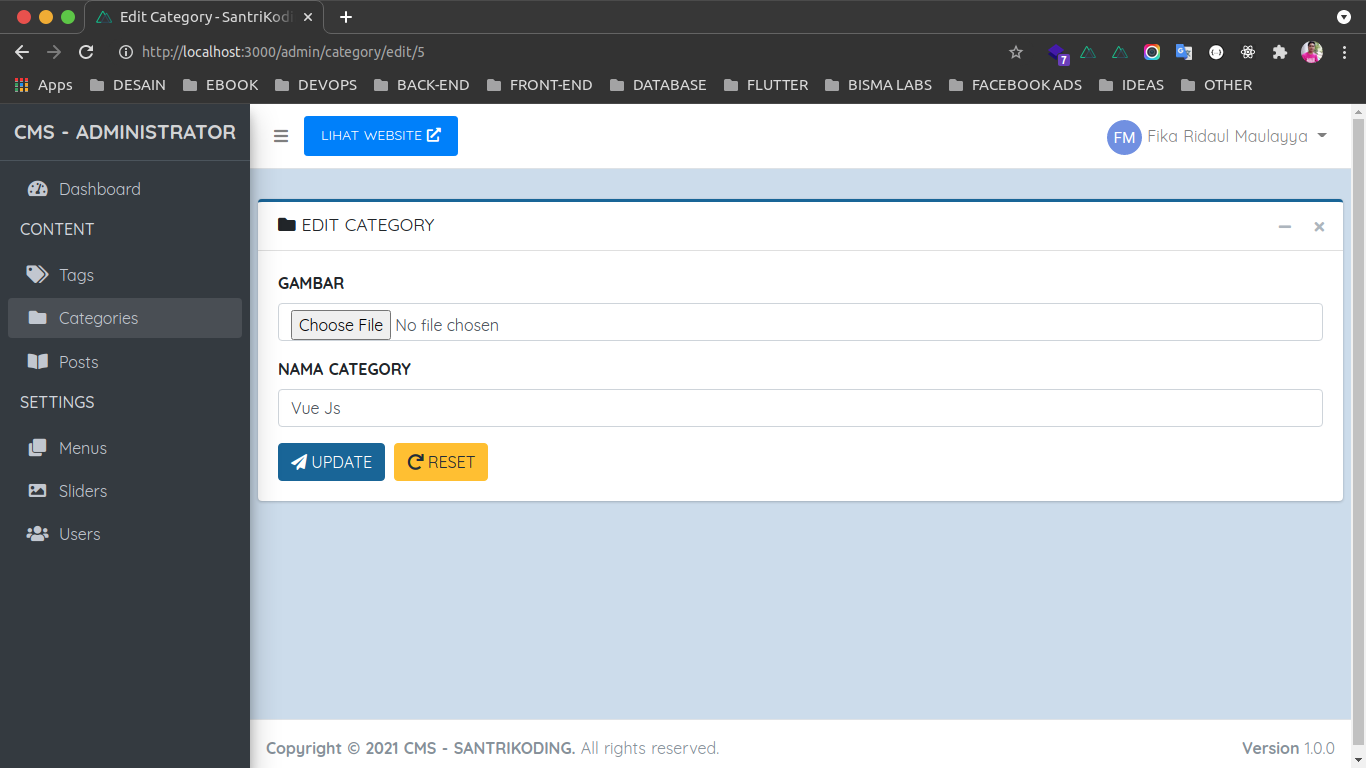 Edit Category - SantriKodi
http://localhost:3000/admin/category/edit/5
7
Apps DESAIN EBOOK DEVOPS BACK-END FRONT-END DATABASE FLUTTER BISMA LABS FACEBOOK ADS IDEAS OTHER
CMS - ADMINISTRATOR
Dashboard
CONTENT
Tags
Categories
Posts
SETTINGS
Menus
Sliders
Users
LIHAT WEBSITE
FM Fika Ridaul Maulayya
EDIT CATEGORY
GAMBAR
Choose File No file chosen
NAMA CATEGORY
Vue Js
UPDATE RESET
Copyright © 2021 CMS - SANTRIKODING. All rights reserved.
Version 1.0.0